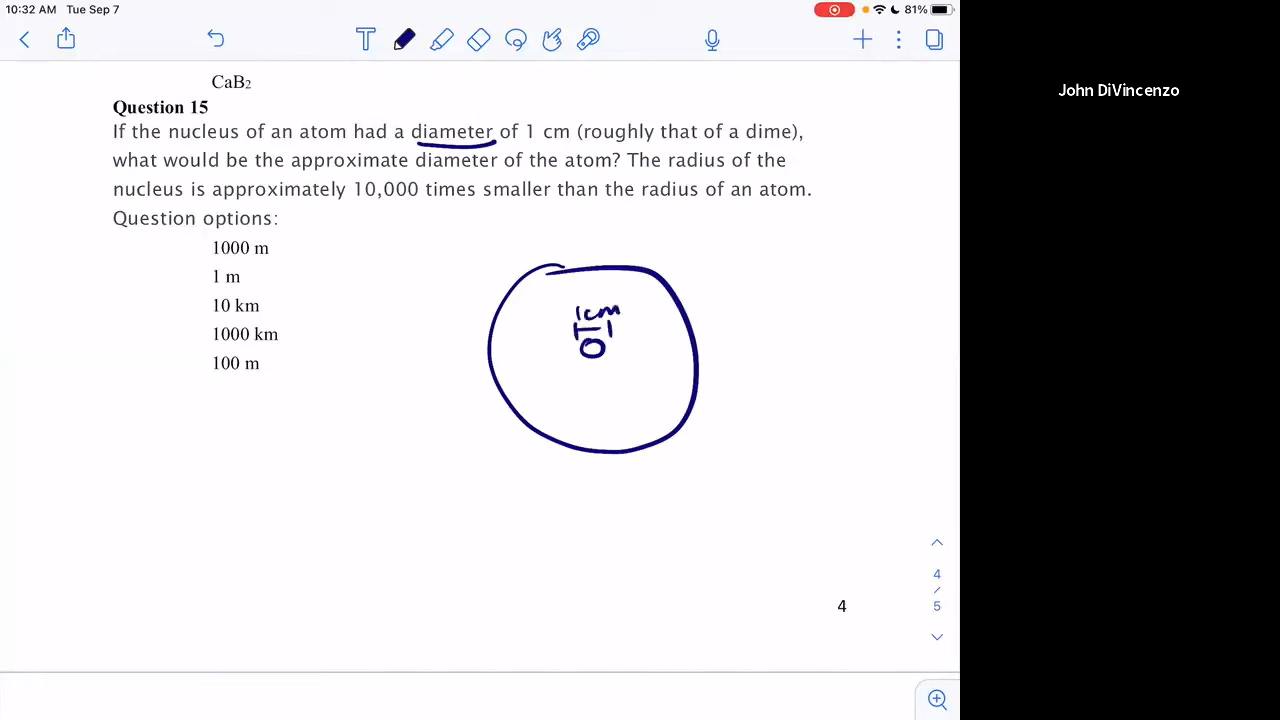 10:32 AM Tue Sep 7
81%
T
John DiVincenzo
CaB₂
Question 15
If the nucleus of an atom had a diameter of 1 cm (roughly that of a dime),
what would be the approximate diameter of the atom? The radius of the
nucleus is approximately 10,000 times smaller than the radius of an atom.
Question options:
1000 m
1 m
10 km
1000 km
100 m
1cm
4
/
5
4